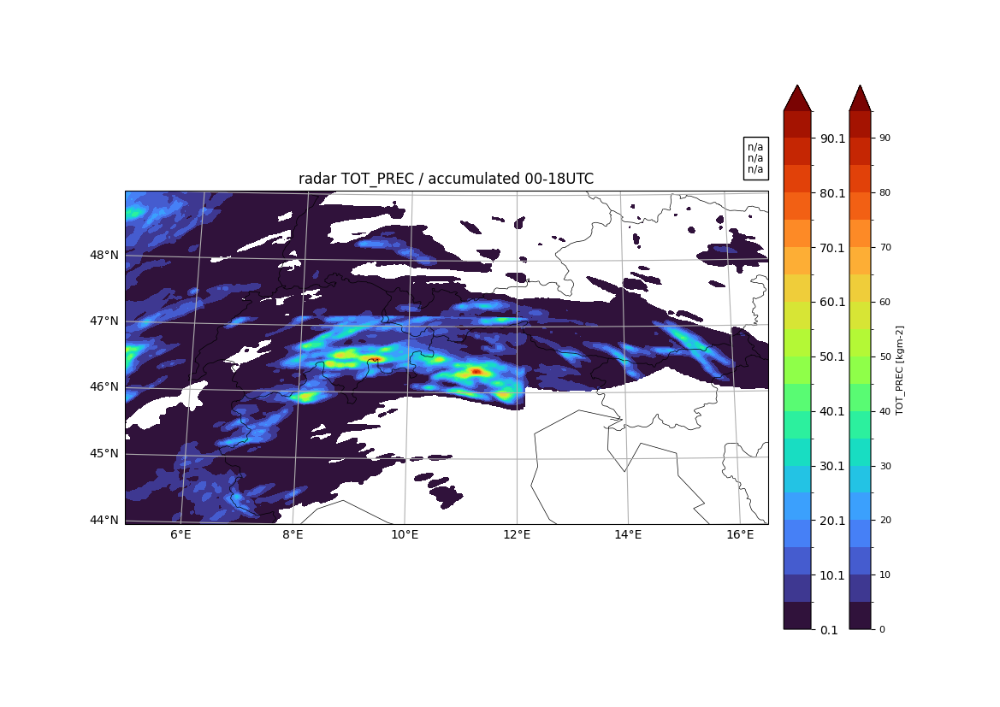 n/a
n/a
n/a
radar TOT_PREC / accumulated 00-18UTC
48°N
47°N
46°N
45°N
44°N
6°E
8°E
10°E
12°E
14°E
16°E
90.1
80.1
70.1
60.1
50.1
40.1
30.1
20.1
10.1
0.1
90
80
70
60
50
40
30
20
10
0
TOT_PREC [kgm-2]